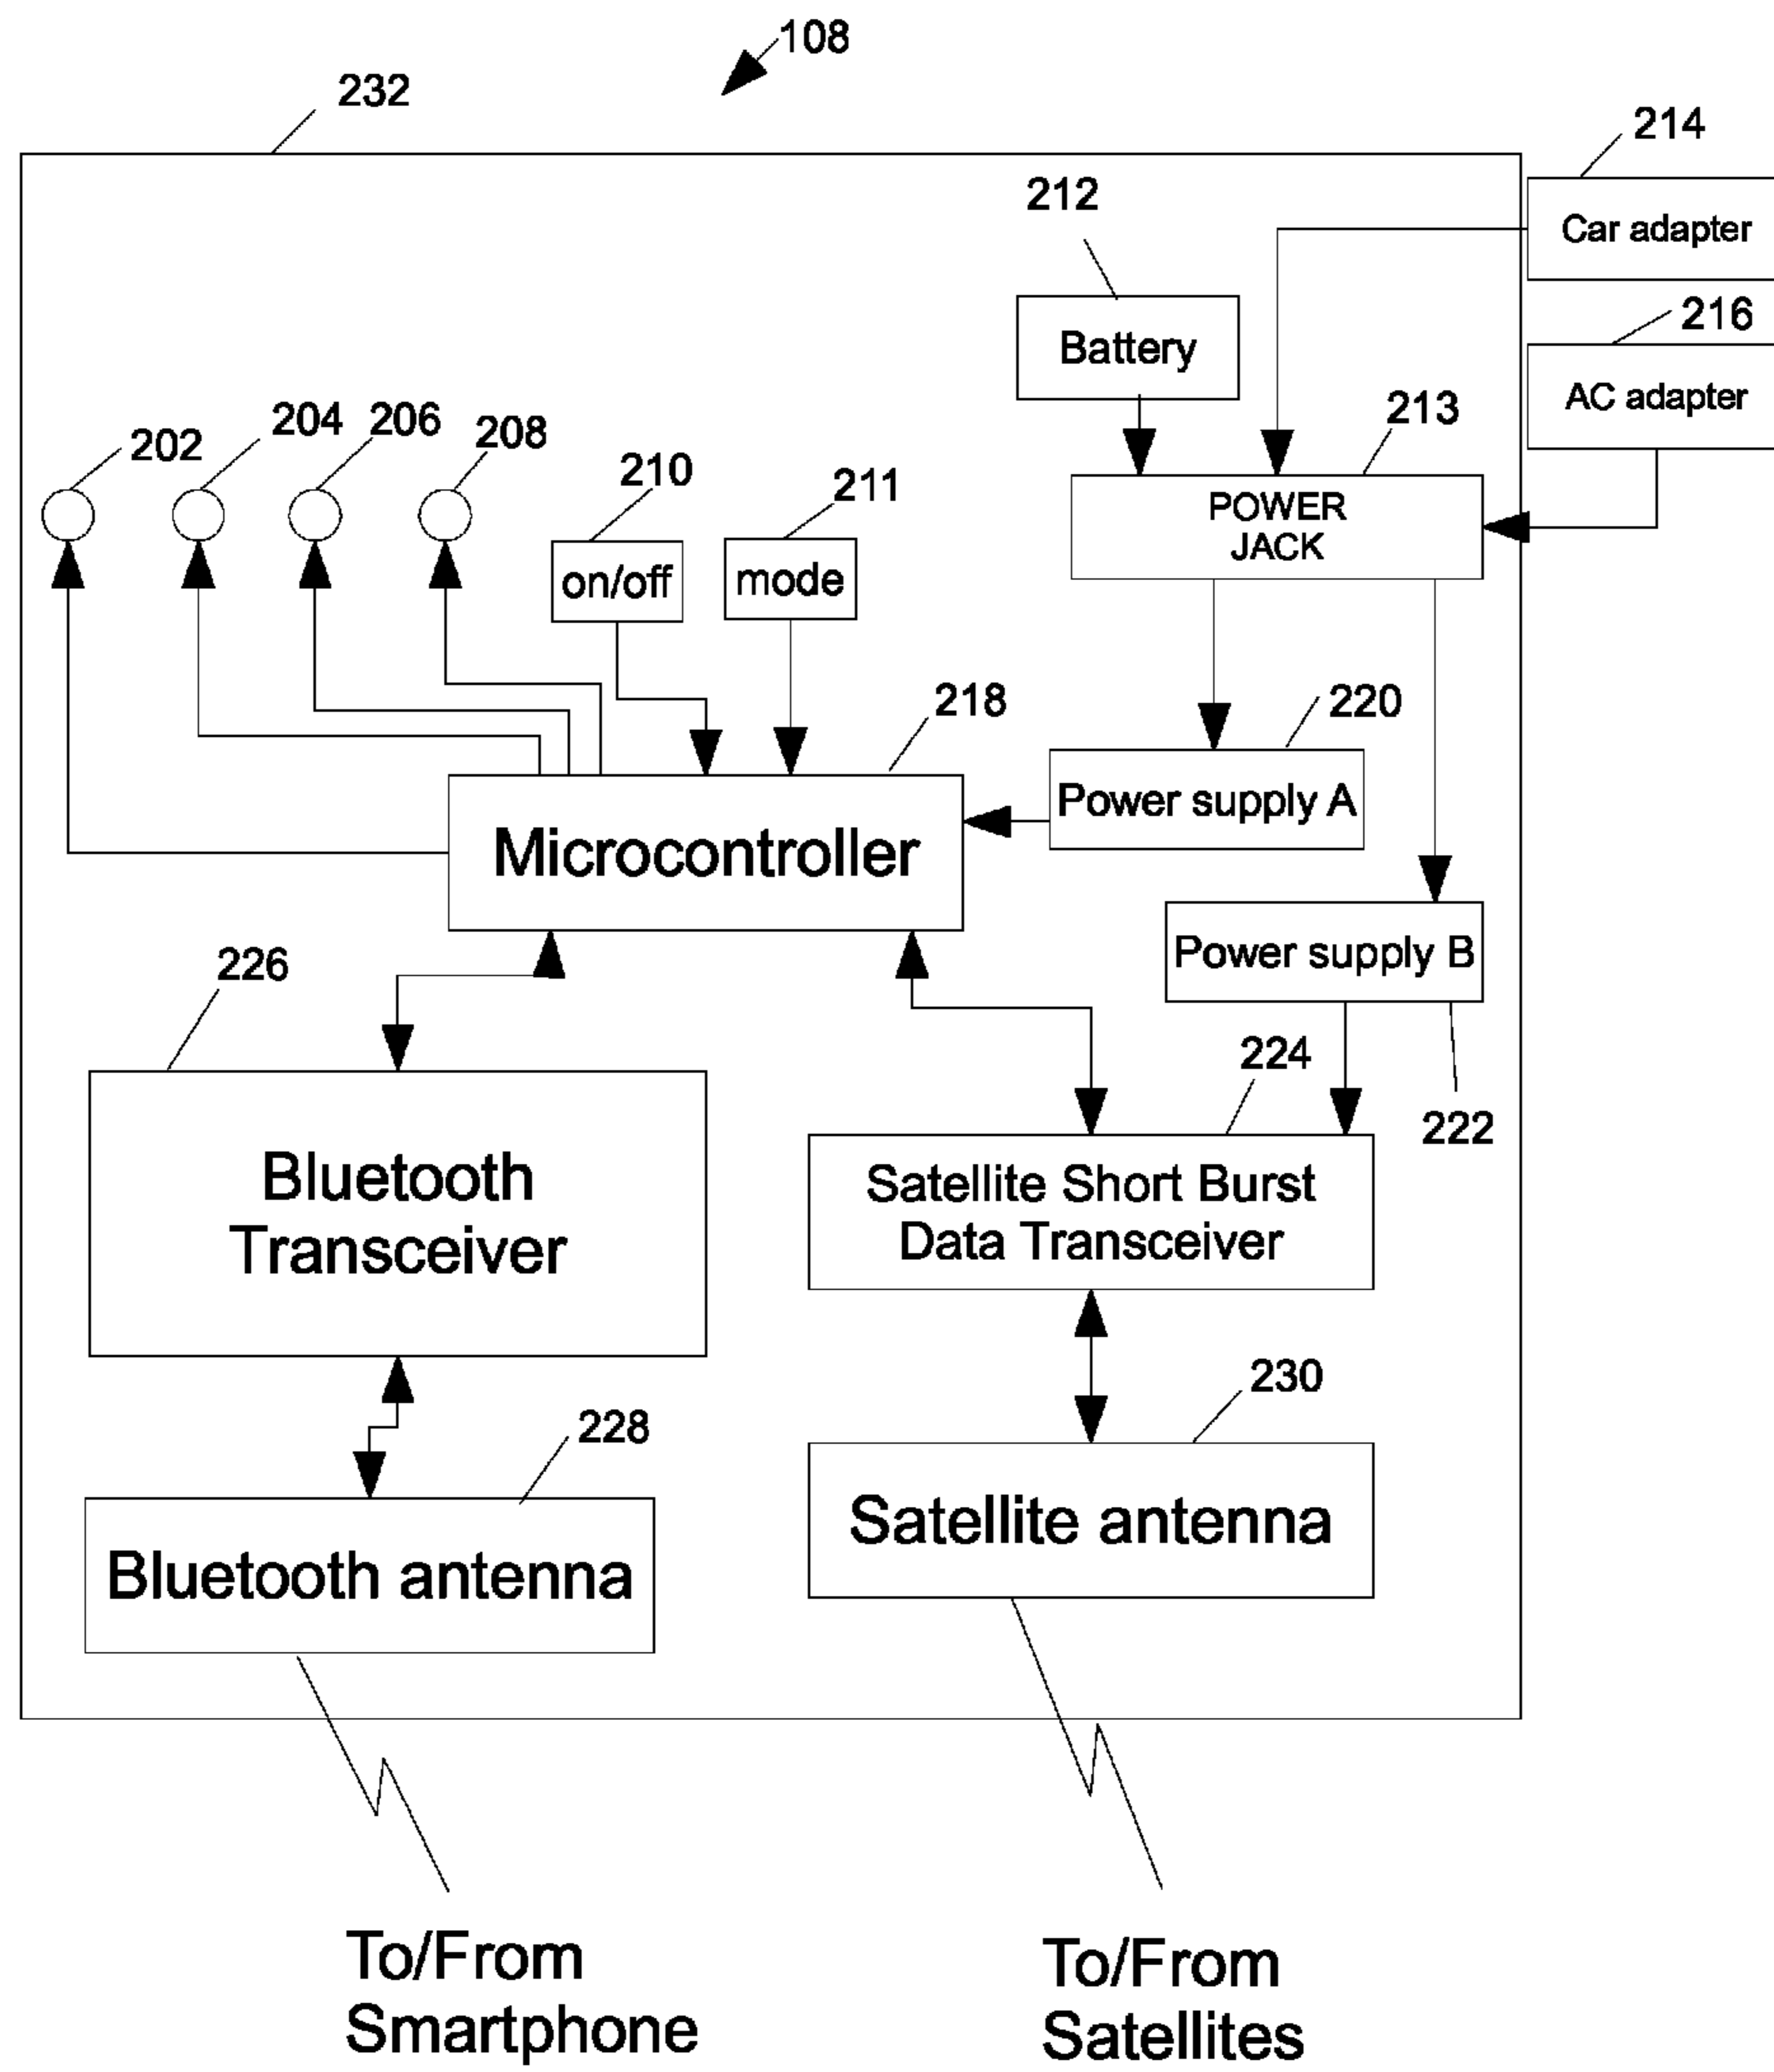 108
232
214
212
Car adapter
216
Battery
AC adapter
213
202
204
206
208
210
211
POWER
JACK
on/off
mode
218
220
Power supply A
Microcontroller
226
Power supply B
224
222
Bluetooth
Transceiver
Satellite Short Burst
Data Transceiver
230
228
Satellite antenna
Bluetooth antenna
To/From
Smartphone
To/From
Satellites